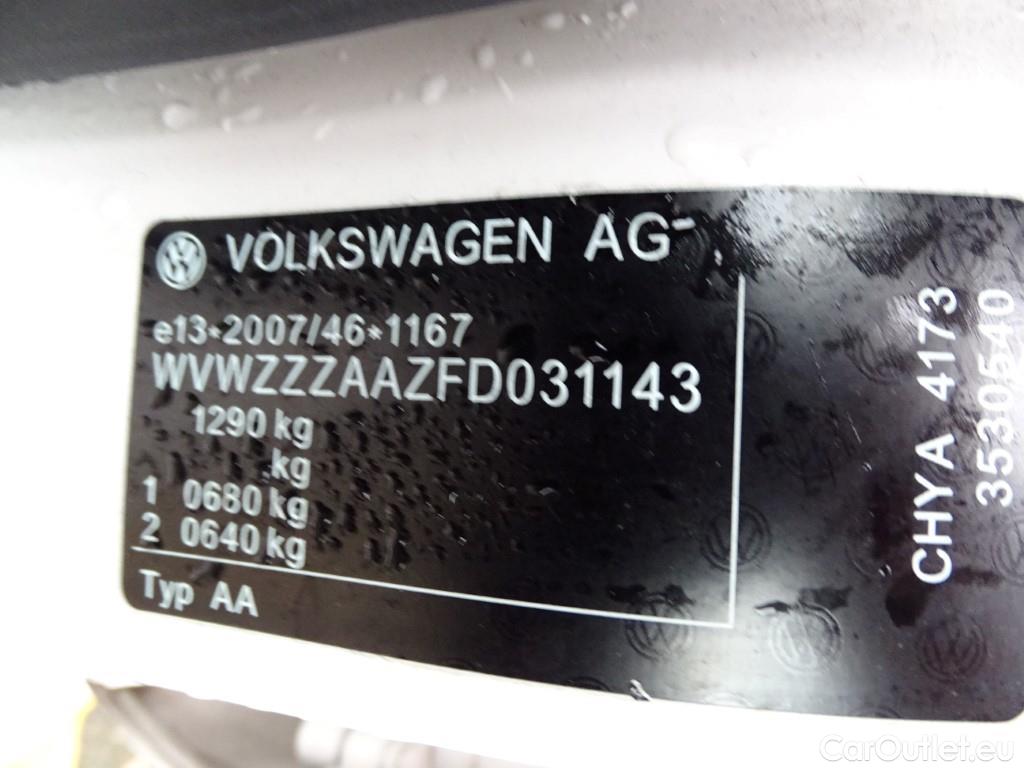 VOLKSWAGEN AG
e13*2007/46*1167
WVWZZZAAZFD031143
1290 kg
kg
1 0680 kg
2 0640 kg
Typ AA
CHYA 4173
3530540
CarOutlet.eu